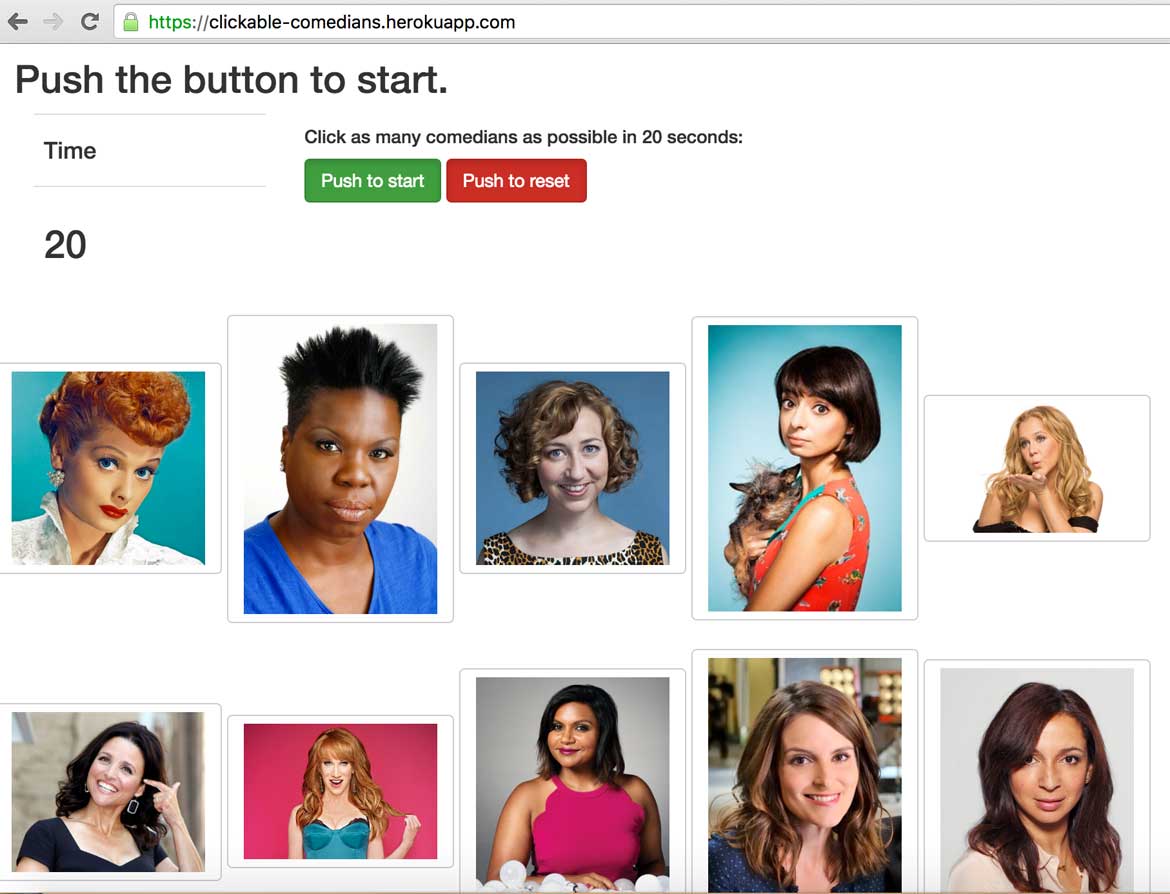 https://clickable-comedians.herokuapp.com
Push the button to start.
Time
Click as many comedians as possible in 20 seconds:
Push to start Push to reset
20